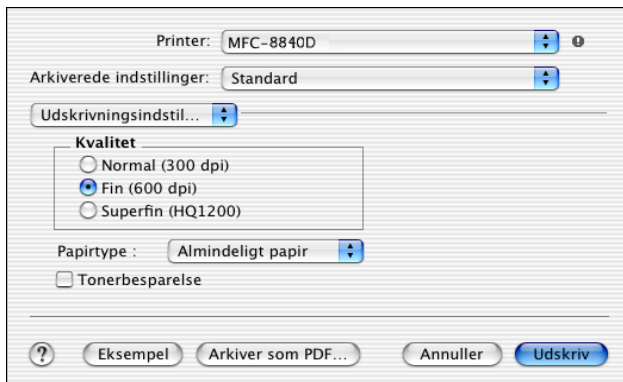 Printer: MFC-8840D
Arkiverede indstillinger: Standard
Udskrivningsindstil...
Kvalitet
Normal (300 dpi)
Fin (600 dpi)
Superfin (HQ1200)
Papirtype : Almindeligt papir
Tonerbesparelse
? Eksempel Arkiver som PDF... Annuller Udskriv